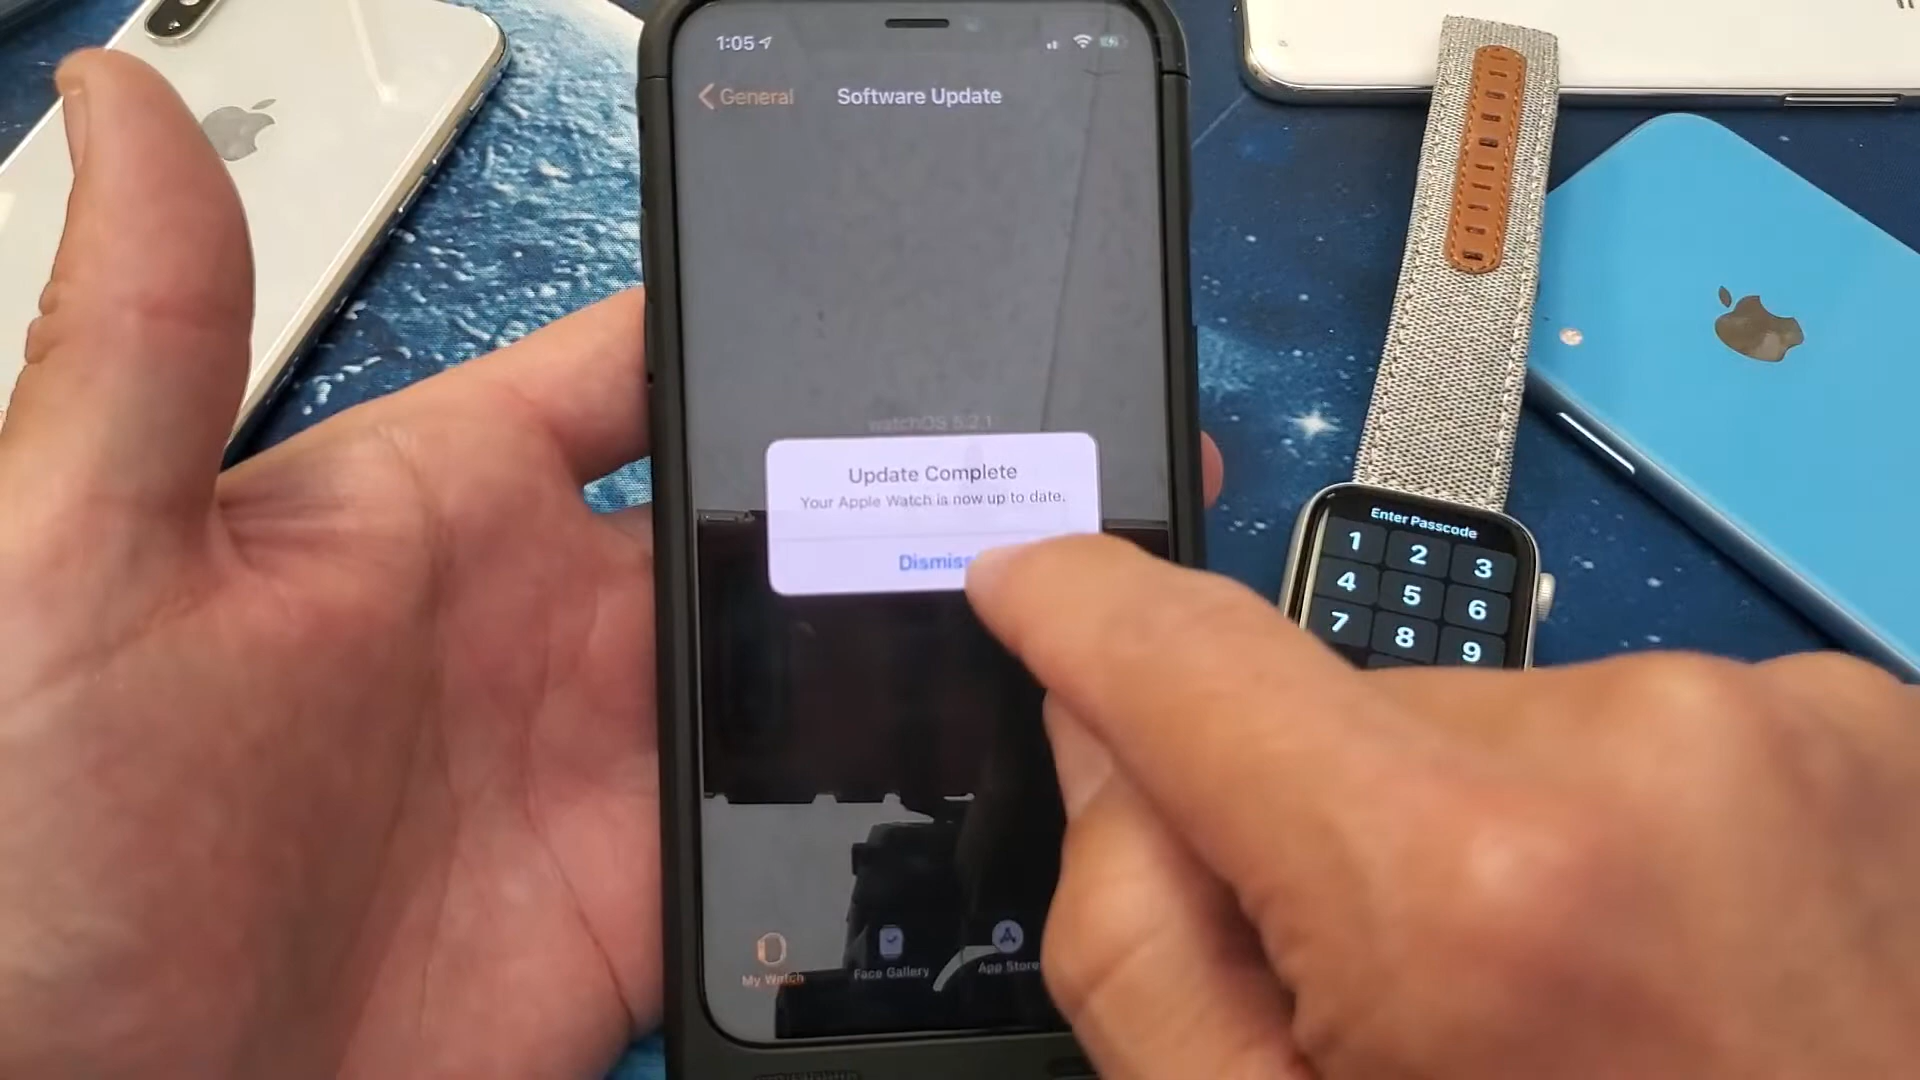 1:05
General
Software Update
watchOS 5.2.1
Update Complete
Your Apple Watch is now up to date.
Dismiss
My Watch
Face Gallery
App Store
Enter Passcode
1 2 3
4 5 6
7 8 9